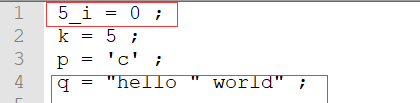 1 5_i = 0 ;
2 k = 5 ;
3 p = 'c' ;
4 q = "hello " world" ;